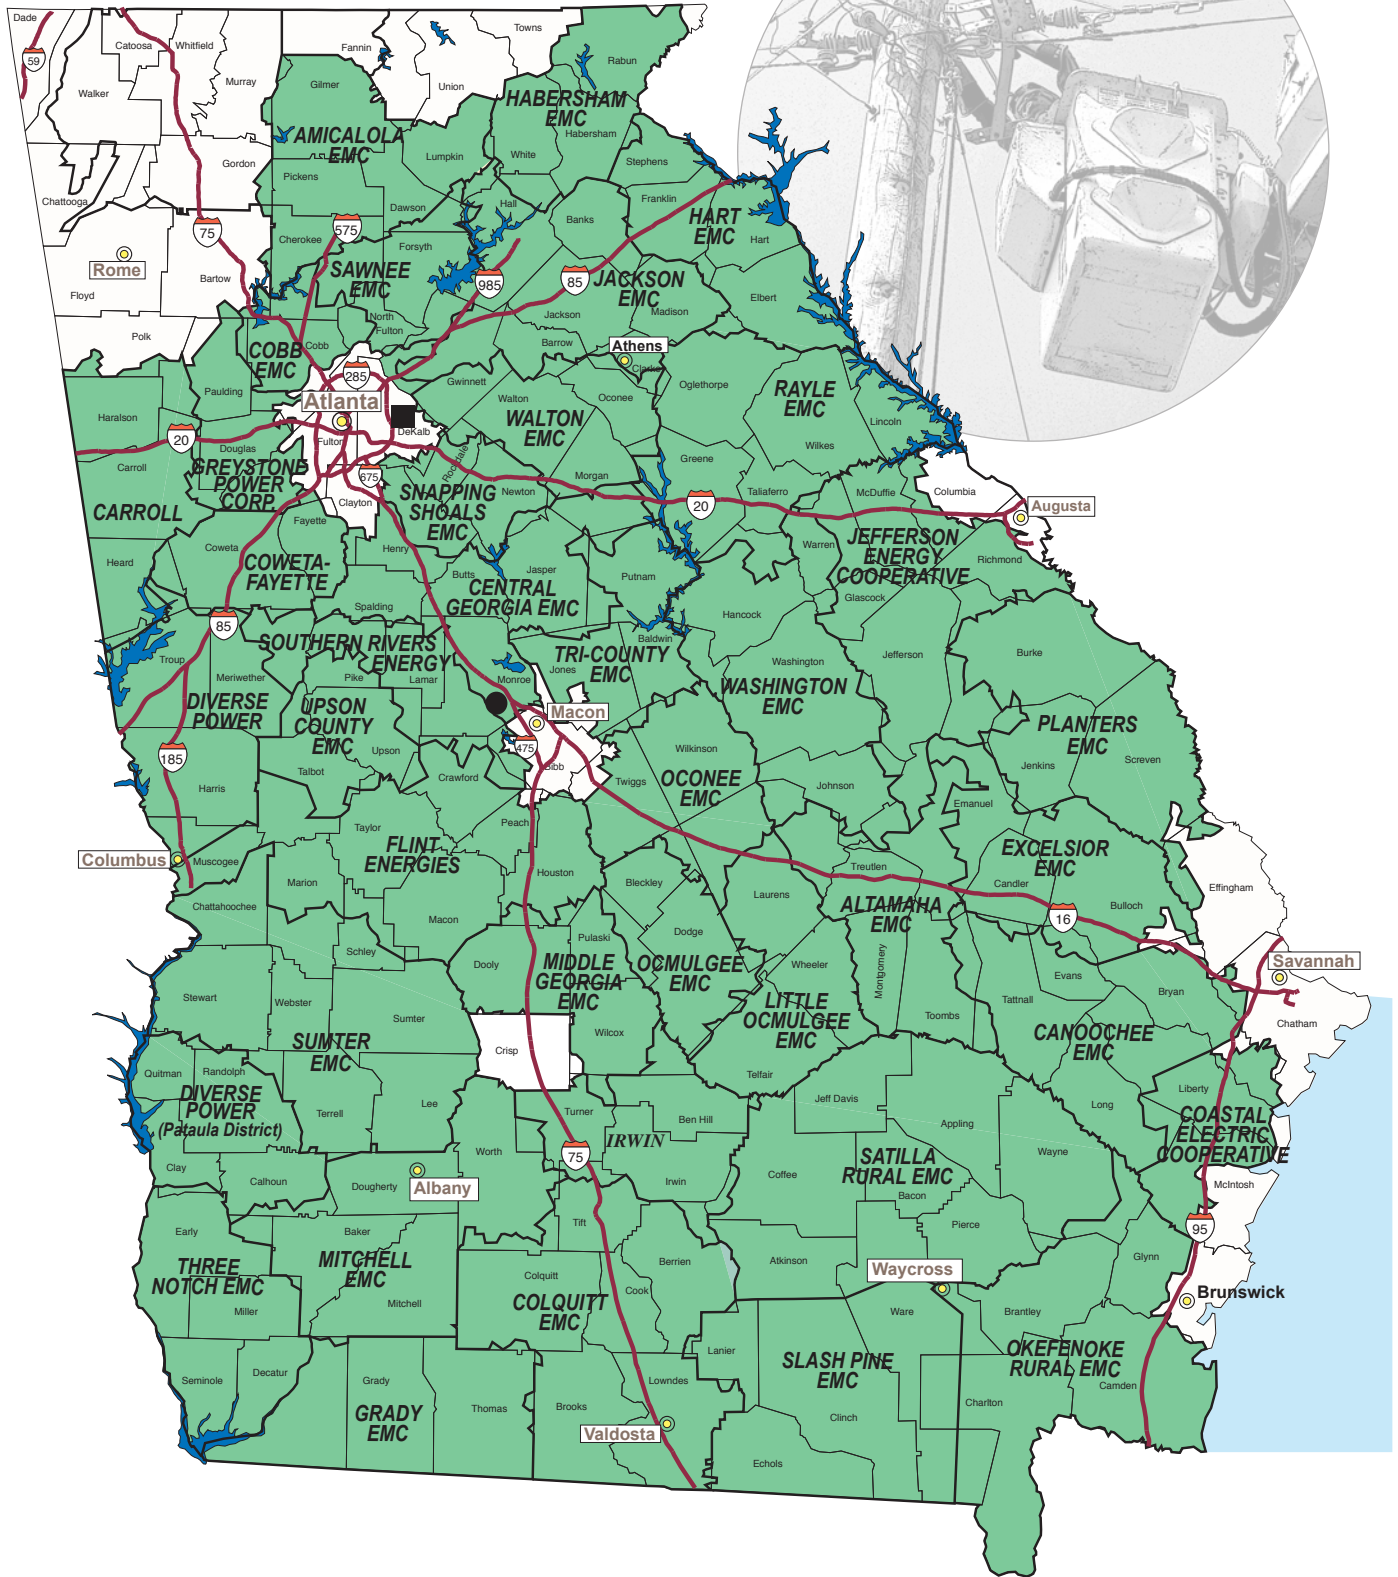 Dade
59
Catoosa
Whitfield
Walker
Murray
Fannin
Towns
Union
Rabun
Gilmer
HABERSHAM
EMC
Habersham
AMICALOLA
EMC
Lumpkin
White
Stephens
Gordon
Pickens
Chattooga
Franklin
Dawson
Hall
Banks
HART
EMC
Hart
75
575
Cherokee
Forsyth
Rome
Bartow
SAWNEE
EMC
985
85
JACKSON
EMC
Floyd
Elbert
North
Fulton
Jackson
Madison
Polk
Cobb
COBB
EMC
Barrow
Athens
Clarke
285
Gwinnett
Oglethorpe
RAYLE
EMC
Paulding
Atlanta
Walton
Oconee
Haralson
WALTON
EMC
Lincoln
20
Fulton
DeKalb
Wilkes
Douglas
Greene
Carroll
GREYSTONE
POWER
CORP.
675
Rockdale
Morgan
Taliaferro
McDuffie
Columbia
SNAPPING
SHOALS
EMC
Newton
Clayton
20
Augusta
CARROLL
Fayette
Coweta
COWETA-
FAYETTE
Henry
Warren
JEFFERSON
ENERGY
COOPERATIVE
Richmond
Heard
Butts
Jasper
Putnam
CENTRAL
GEORGIA EMC
Glascock
Spalding
Hancock
85
SOUTHERN RIVERS
ENERGY
Baldwin
Jefferson
Burke
Troup
TRI-COUNTY
EMC
Jones
Washington
Meriwether
Pike
Lamar
Monroe
WASHINGTON
EMC
DIVERSE
POWER
UPSON
COUNTY
EMC
Macon
PLANTERS
EMC
Upson
475
Wilkinson
Screven
185
Bibb
Jenkins
Talbot
Crawford
Twiggs
OCONEE
EMC
Harris
Johnson
Emanuel
Taylor
Peach
FLINT
ENERGIES
EXCELSIOR
EMC
Columbus
Muscogee
Houston
Treutlen
Marion
Bleckley
Laurens
Candler
Effingham
Chattahoochee
ALTAMAHA
EMC
Bulloch
Macon
16
Dodge
Pulaski
Schley
Savannah
Dooly
MIDDLE
GEORGIA
EMC
OCMULGEE
EMC
Wheeler
Montgomery
Evans
Stewart
Webster
Tattnall
Bryan
LITTLE
OCMULGEE
EMC
Sumter
Toombs
Chatham
SUMTER
EMC
Wilcox
CANOOCHEE
EMC
Crisp
Quitman
Randolph
Telfair
Liberty
DIVERSE
POWER
(Pataula District)
Terrell
Lee
Turner
Jeff Davis
Long
Ben Hill
Appling
COASTAL
ELECTRIC
COOPERATIVE
IRWIN
75
Worth
Wayne
SATILLA
RURAL EMC
Clay
Calhoun
Dougherty
Albany
Irwin
Coffee
McIntosh
Bacon
Early
Baker
Tift
Pierce
95
THREE
NOTCH EMC
MITCHELL
EMC
Berrien
Atkinson
Glynn
Waycross
Colquitt
Cook
Brunswick
Miller
Mitchell
COLQUITT
EMC
Ware
Brantley
Lanier
OKEFENOKE
RURAL EMC
SLASH PINE
EMC
Seminole
Decatur
Grady
Lowndes
Camden
Charlton
GRADY
EMC
Thomas
Brooks
Clinch
Valdosta
Echols